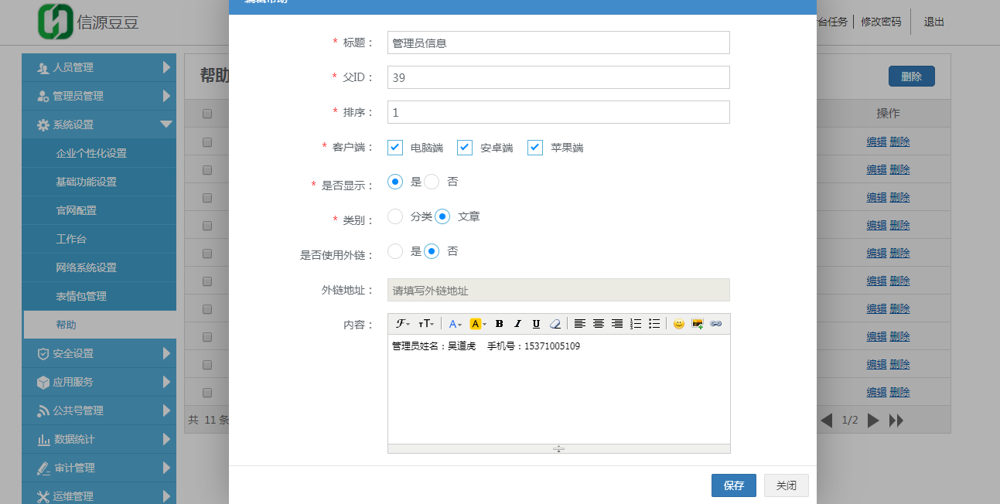 编辑帮助
信源豆豆
台任务 修改密码 退出
人员管理
管理员管理
系统设置
企业个性化设置
基础功能设置
官网配置
工作台
网络系统设置
表情包管理
帮助
安全设置
应用服务
公共号管理
数据统计
审计管理
运维管理
帮助
删除
操作
编辑 删除
编辑 删除
编辑 删除
编辑 删除
编辑 删除
编辑 删除
编辑 删除
编辑 删除
编辑 删除
编辑 删除
共 11 条
1/2
* 标题： 管理员信息
* 父ID： 39
* 排序： 1
* 客户端： 电脑端 安卓端 苹果端
* 是否显示： 是 否
* 类别： 分类 文章
是否使用外链： 是 否
外链地址： 请填写外链地址
内容：
管理员姓名：吴道虎 手机号：15371005109
保存 关闭